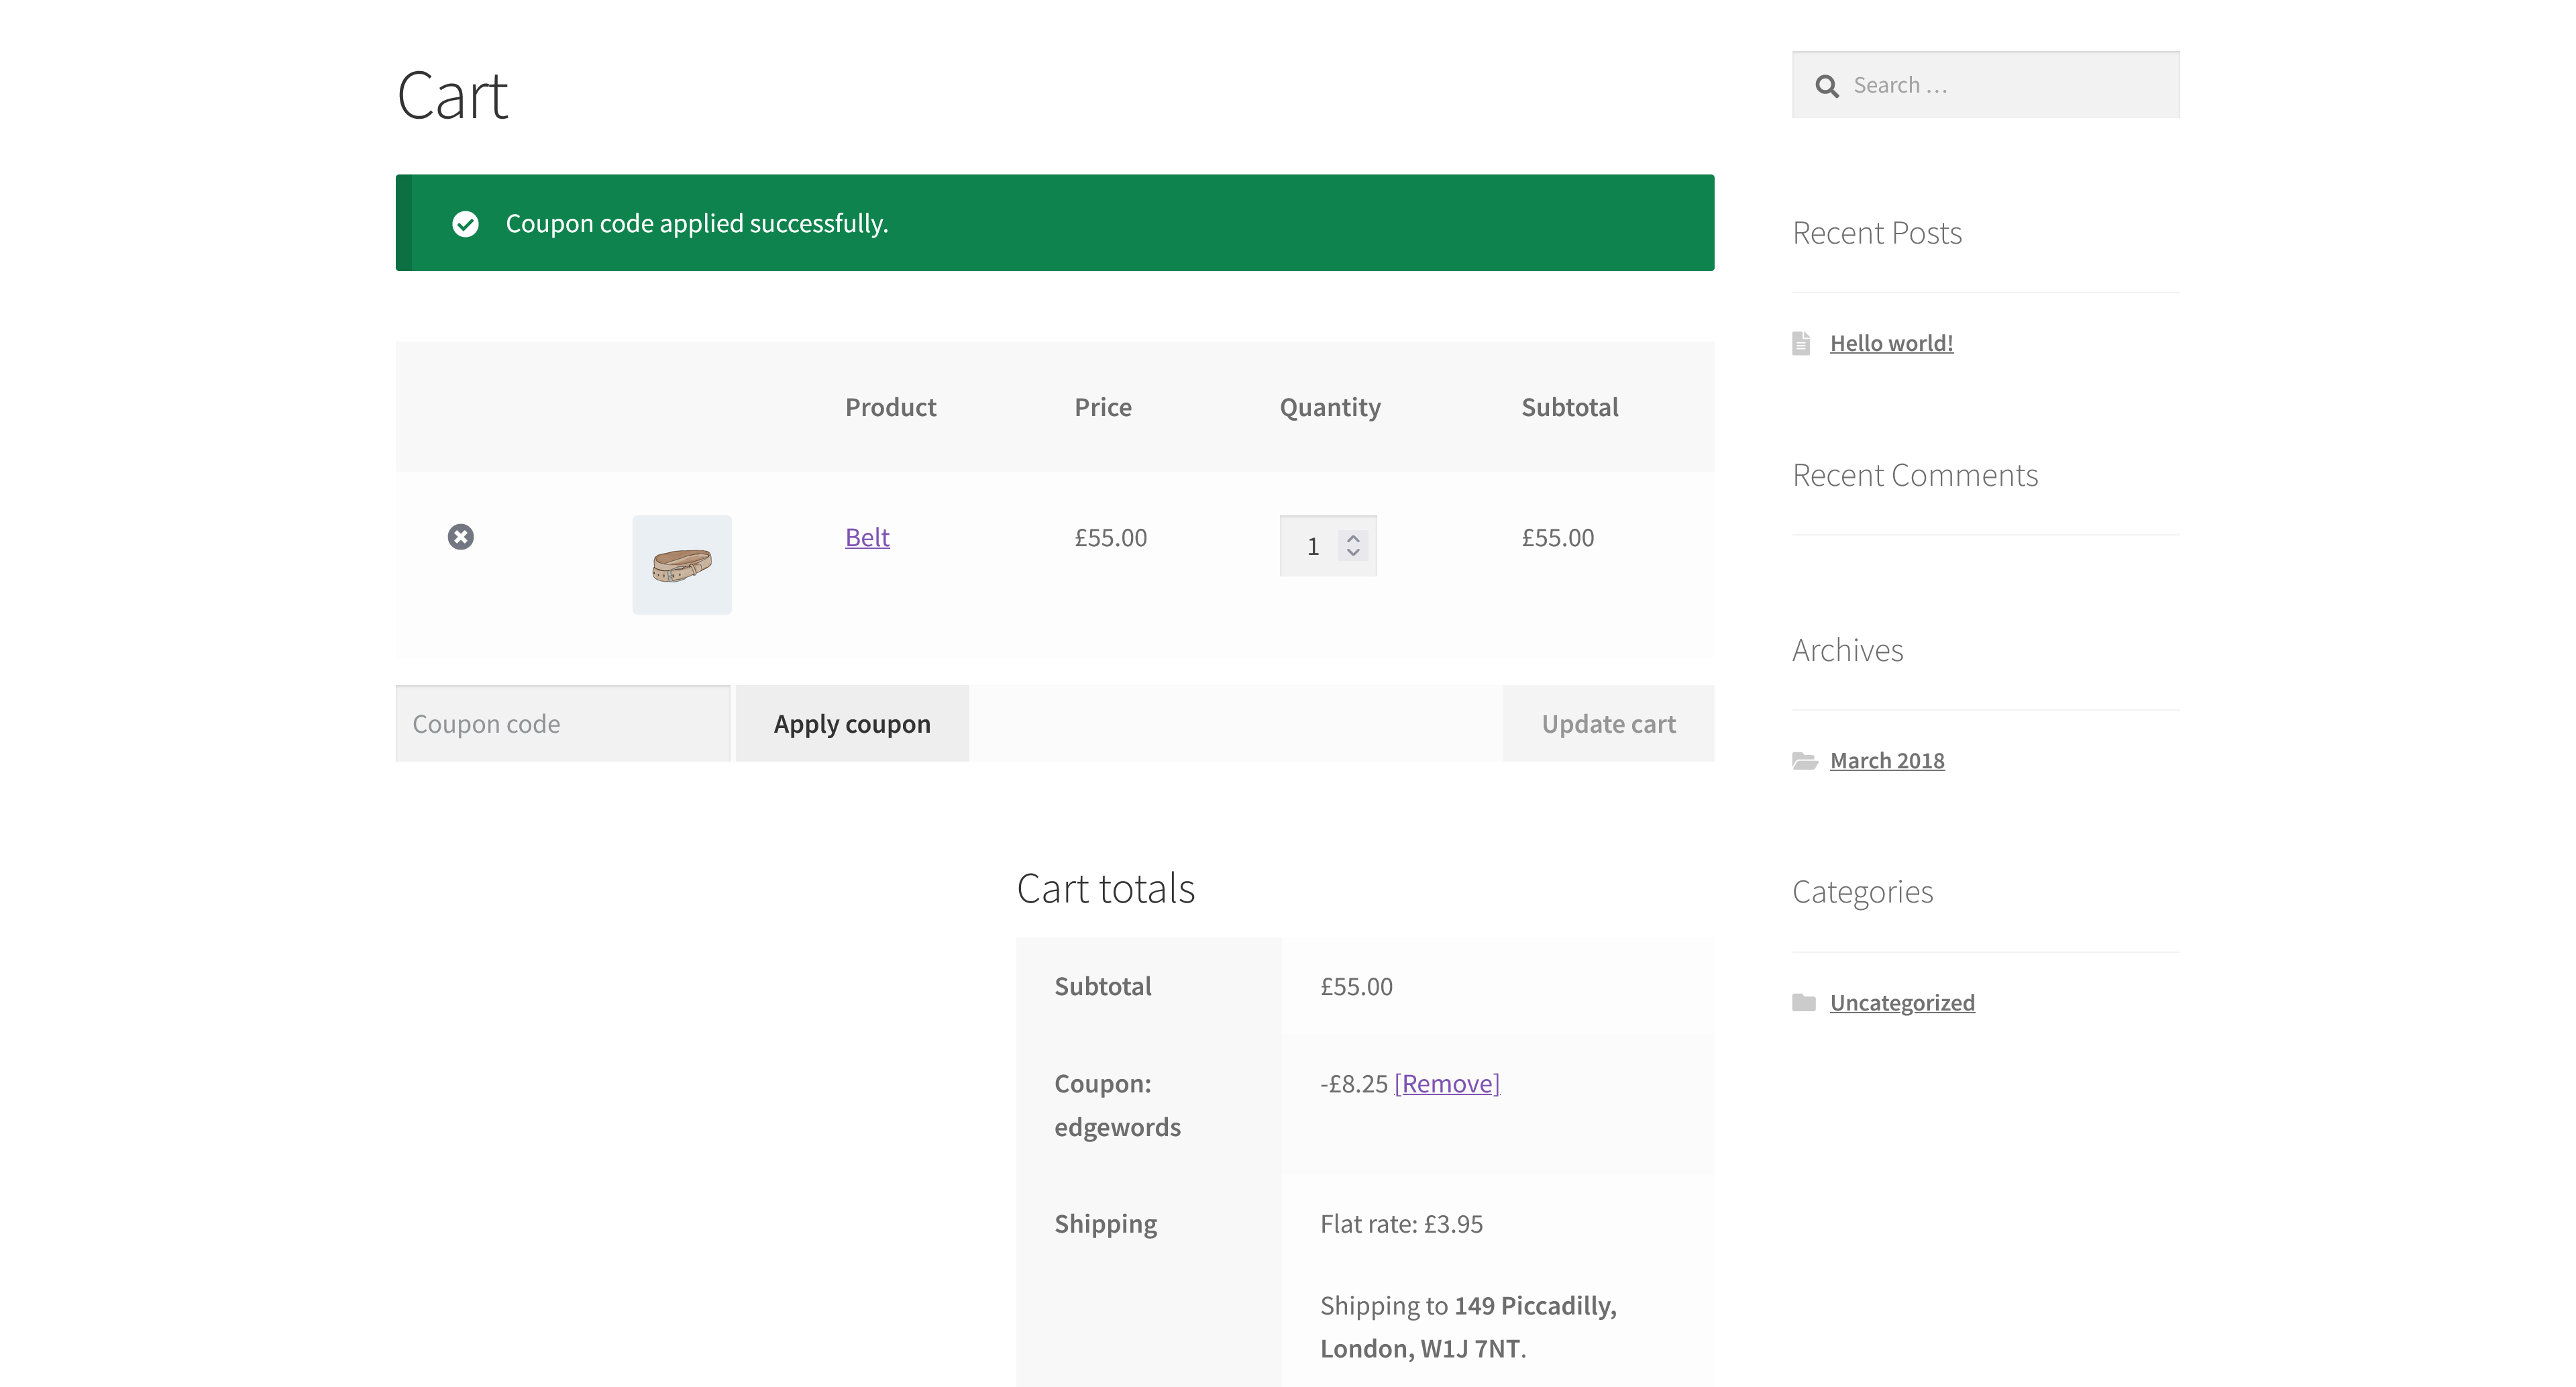 Cart
Search …
Coupon code applied successfully.
Product Price Quantity Subtotal
Belt £55.00 1 £55.00
Coupon code Apply coupon Update cart
Cart totals
Subtotal £55.00
Coupon: -£8.25 [Remove]
edgewords
Shipping Flat rate: £3.95
Shipping to 149 Piccadilly,
London, W1J 7NT.
Recent Posts
Hello world!
Recent Comments
Archives
March 2018
Categories
Uncategorized